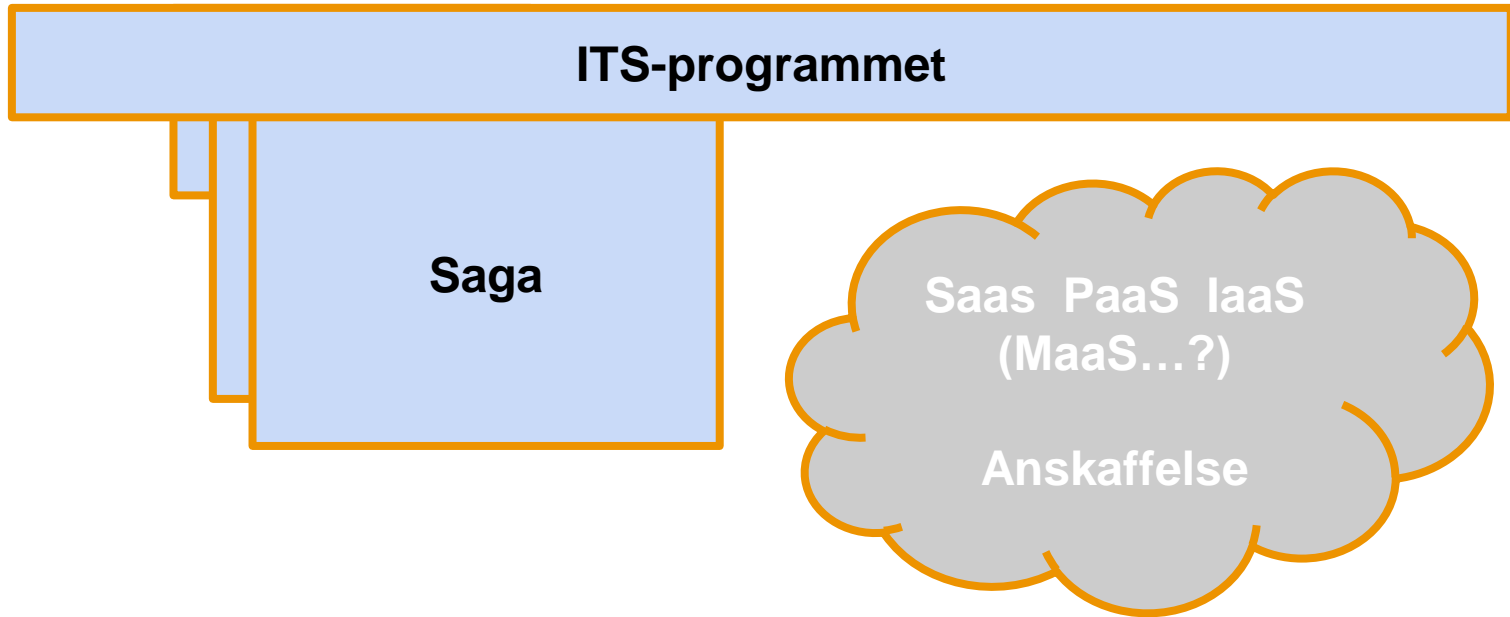 ITS-programmet
Saga
Saas PaaS IaaS
(MaaS…?)
Anskaffelse